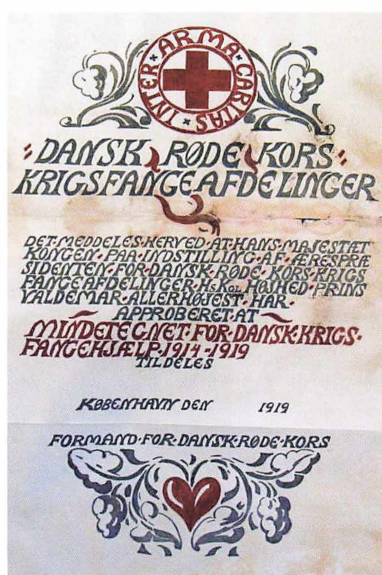 INTER ARMA CARITAS
DANSK RØDE KORS
KRIGSFANGEAFDELINGER
DET·MEDDELES·HERVED·AT·HANS·MAJESTÆT
KONGEN·PAA·INDSTILLING·AF·ÆRESPRÆ
SIDENTEN·FOR·DANSK·RØDE·KORS·KRIGS
FANGEAFDELINGER·Hs. Kgl. HØJHED·PRINS
VALDEMAR·ALLERHØJEST·HAR·
APPROBERET·AT
MINDETEGNET·FOR·DANSK·KRIGS·
FANGEHJÆLP·1914-1919
TILDELES
KØBENHAVN DEN 1919
FORMAND·FOR·DANSK·RØDE·KORS